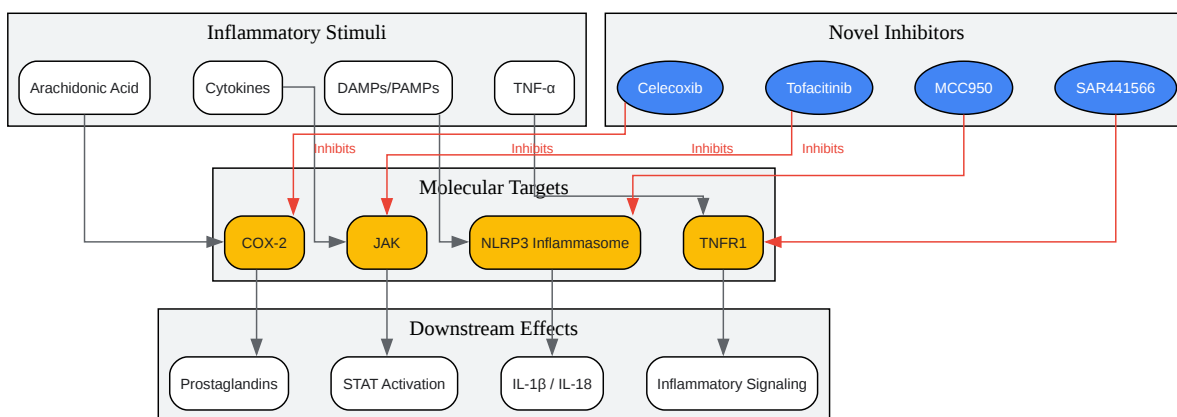 Inflammatory Stimuli
Novel Inhibitors
Arachidonic Acid
Cytokines
DAMPs/PAMPs
TNF-α
Celecoxib
Tofacitinib
MCC950
SAR441566
Inhibits
Inhibits
Inhibits
Inhibits
Molecular Targets
COX-2
JAK
NLRP3 Inflammasome
TNFR1
Downstream Effects
Prostaglandins
STAT Activation
IL-1β / IL-18
Inflammatory Signaling